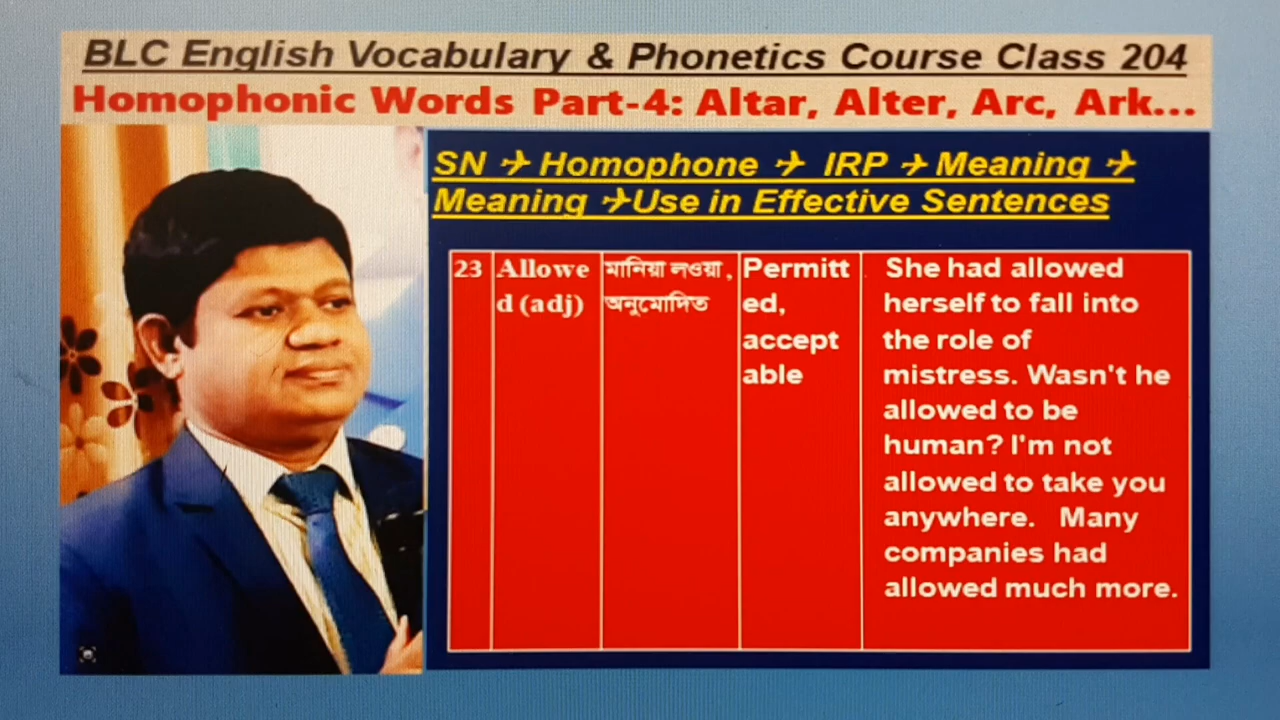 BLC English Vocabulary & Phonetics Course Class 204
Homophonic Words Part-4: Altar, Alter, Arc, Ark...
SN ✈ Homophone ✈ IRP ✈ Meaning ✈
Meaning ✈Use in Effective Sentences
23
Allowe
d (adj)
মানিয়া লওয়া ,
অনুমোদিত
Permitt
ed,
accept
able
She had allowed
herself to fall into
the role of
mistress. Wasn't he
allowed to be
human? I'm not
allowed to take you
anywhere. Many
companies had
allowed much more.